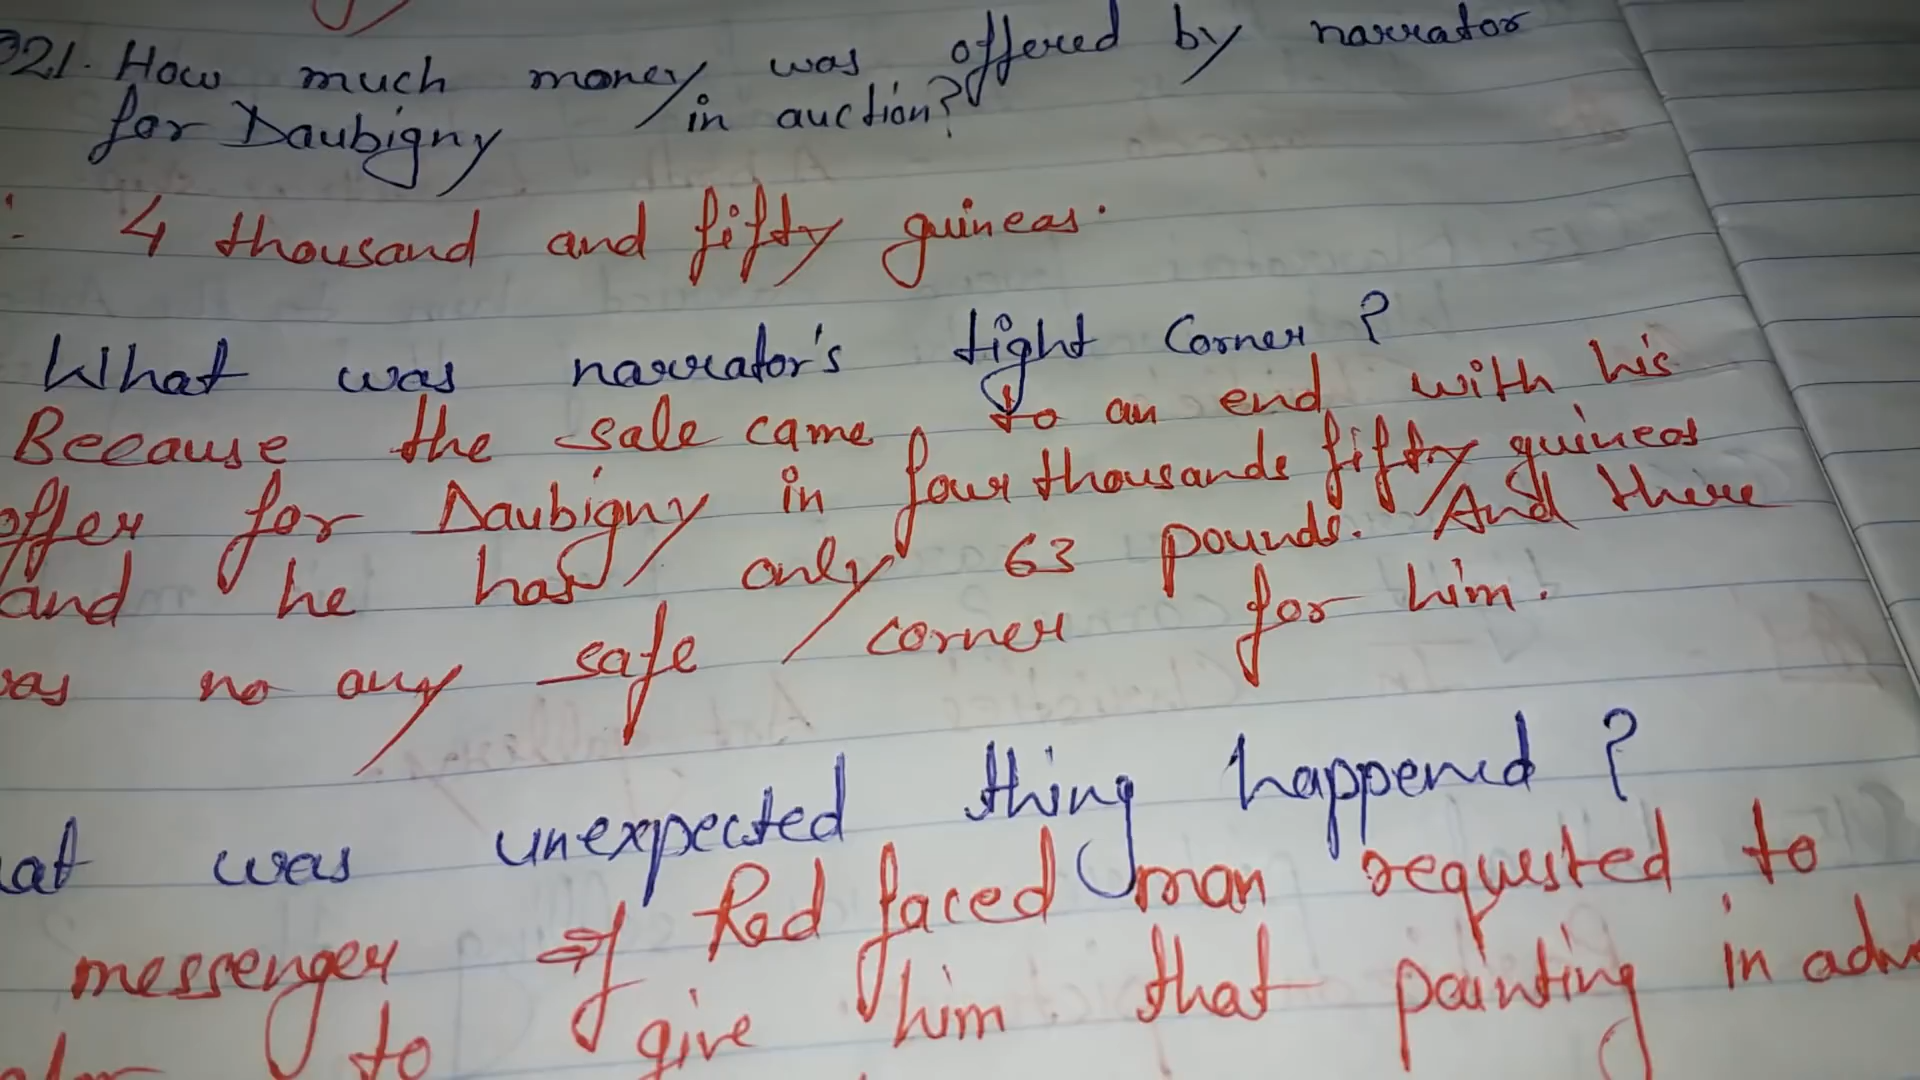 321. How much money was offered by narrator
for Daubigny in auction?
4 thousand and fifty guineas.
What was narrator's tight corner?
Because the sale came to an end with his
offer for Daubigny in four thousands fifty guineas
and he has only 63 pounds. And there
was no any safe corner for him.
at was unexpected thing happened?
messenger of Red faced man requested to
to give him that painting in adv